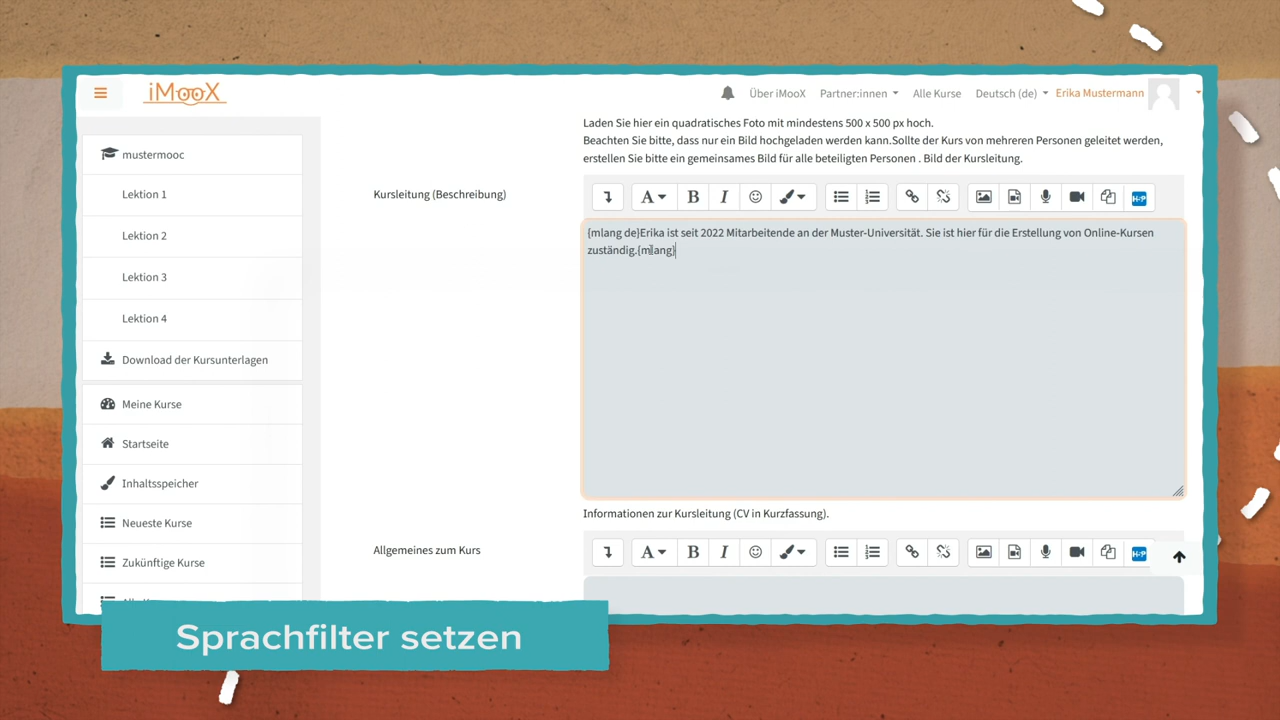 iMooX
Über iMooX
Partner:innen
Alle Kurse
Deutsch (de)
Erika Mustermann
mustermooc
Lektion 1
Lektion 2
Lektion 3
Lektion 4
Download der Kursunterlagen
Meine Kurse
Startseite
Inhaltsspeicher
Neueste Kurse
Zukünftige Kurse
Laden Sie hier ein quadratisches Foto mit mindestens 500 x 500 px hoch.
Beachten Sie bitte, dass nur ein Bild hochgeladen werden kann.Sollte der Kurs von mehreren Personen geleitet werden,
erstellen Sie bitte ein gemeinsames Bild für alle beteiligten Personen . Bild der Kursleitung.
Kursleitung (Beschreibung)
A B I H-P
{mlang de}Erika ist seit 2022 Mitarbeitende an der Muster-Universität. Sie ist hier für die Erstellung von Online-Kursen
zuständig.{mlang}
Informationen zur Kursleitung (CV in Kurzfassung).
Allgemeines zum Kurs
A B I H-P
Sprachfilter setzen